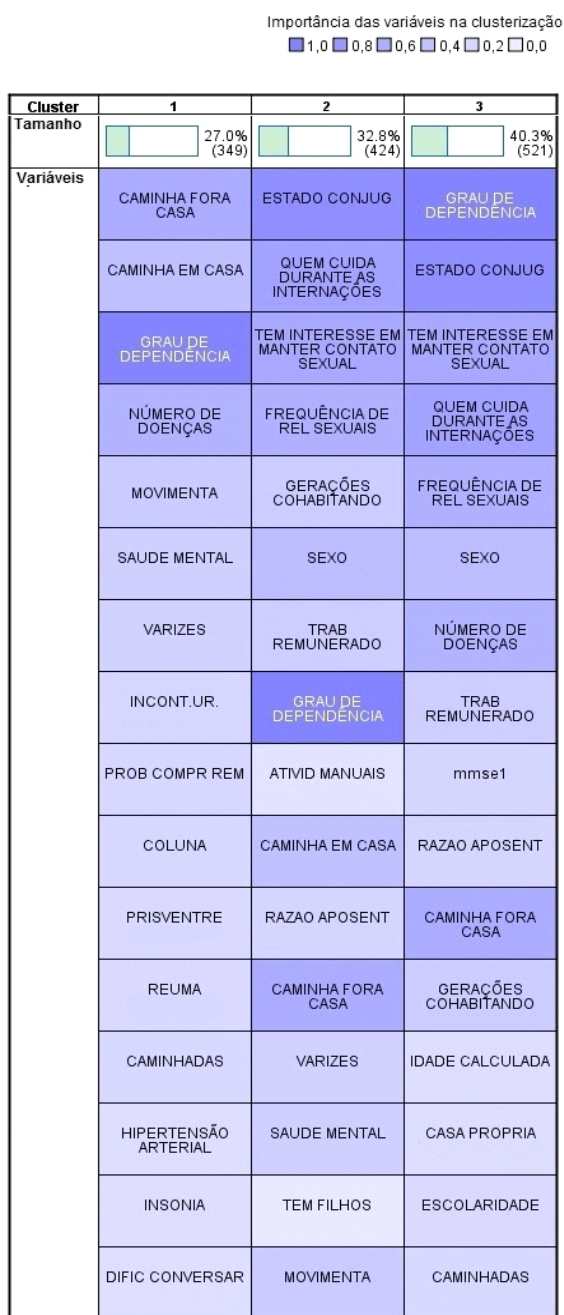 Importância das variáveis na clusterização
1,0 0,8 0,6 0,4 0,2 0,0
Cluster 1 2 3
Tamanho 27.0% (349) 32.8% (424) 40.3% (521)
Variáveis
CAMINHA FORA CASA ESTADO CONJUG GRAU DE DEPENDÊNCIA
CAMINHA EM CASA QUEM CUIDA DURANTE AS INTERNAÇÕES ESTADO CONJUG
GRAU DE DEPENDÊNCIA TEM INTERESSE EM MANTER CONTATO SEXUAL TEM INTERESSE EM MANTER CONTATO SEXUAL
NÚMERO DE DOENÇAS FREQUÊNCIA DE REL SEXUAIS QUEM CUIDA DURANTE AS INTERNAÇÕES
MOVIMENTA GERAÇÕES COHABITANDO FREQUÊNCIA DE REL SEXUAIS
SAUDE MENTAL SEXO SEXO
VARIZES TRAB REMUNERADO NÚMERO DE DOENÇAS
INCONT.UR. GRAU DE DEPENDÊNCIA TRAB REMUNERADO
PROB COMPR REM ATIVID MANUAIS mmse1
COLUNA CAMINHA EM CASA RAZAO APOSENT
PRISVENTRE RAZAO APOSENT CAMINHA FORA CASA
REUMA CAMINHA FORA CASA GERAÇÕES COHABITANDO
CAMINHADAS VARIZES IDADE CALCULADA
HIPERTENSÃO ARTERIAL SAUDE MENTAL CASA PROPRIA
INSONIA TEM FILHOS ESCOLARIDADE
DIFIC CONVERSAR MOVIMENTA CAMINHADAS